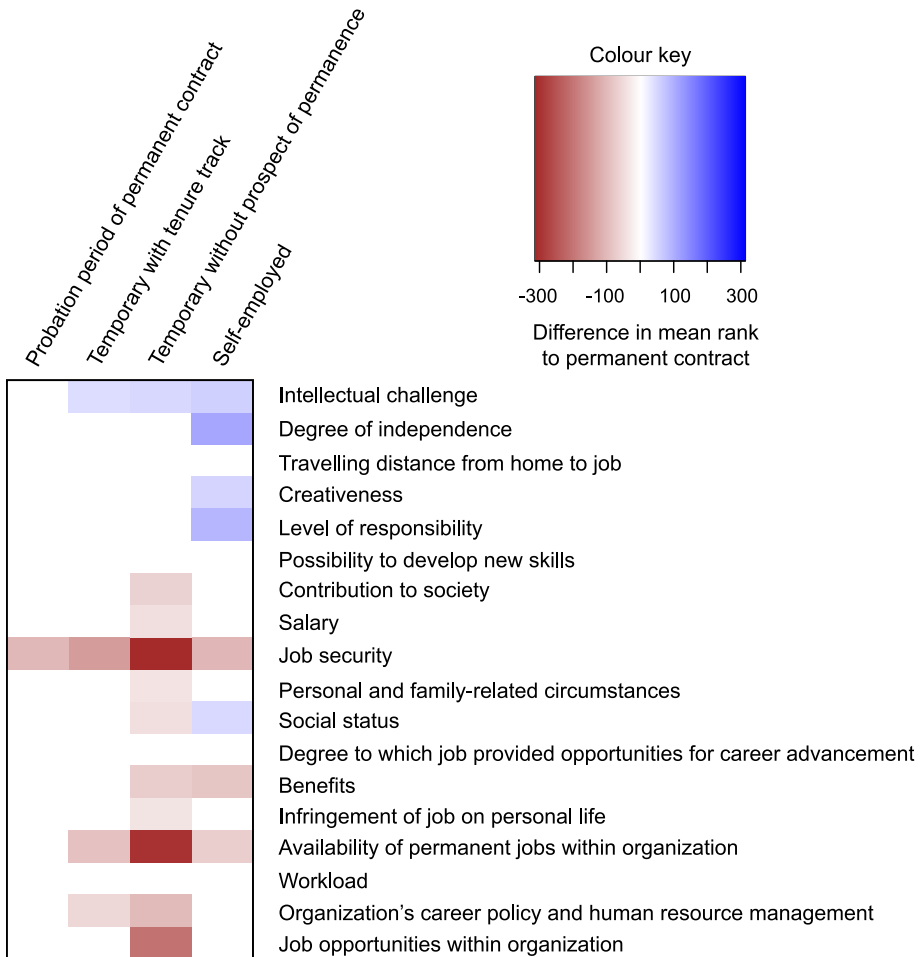 Probation period of permanent contract
Temporary with tenure track
Temporary without prospect of permanence
Self-employed
Colour key
-300 -100 100 300
Difference in mean rank
to permanent contract
Intellectual challenge
Degree of independence
Travelling distance from home to job
Creativeness
Level of responsibility
Possibility to develop new skills
Contribution to society
Salary
Job security
Personal and family-related circumstances
Social status
Degree to which job provided opportunities for career advancement
Benefits
Infringement of job on personal life
Availability of permanent jobs within organization
Workload
Organization's career policy and human resource management
Job opportunities within organization